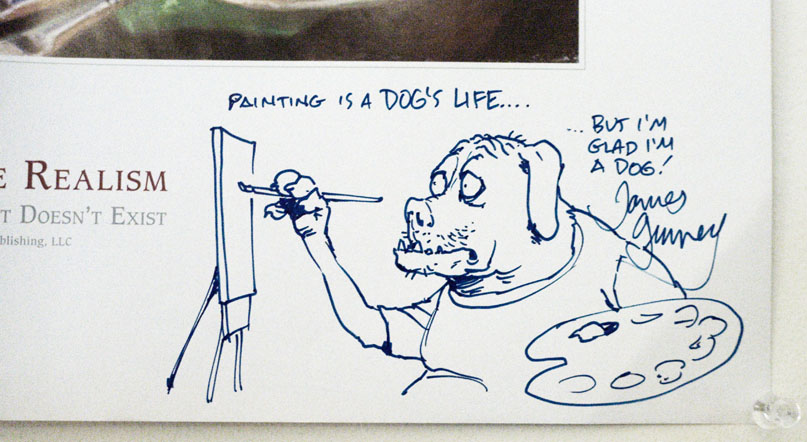 PAINTING IS A DOG'S LIFE....
... BUT I'M
GLAD I'M
A DOG!
James
Gurney
E REALISM
T DOESN'T EXIST
blishing, LLC